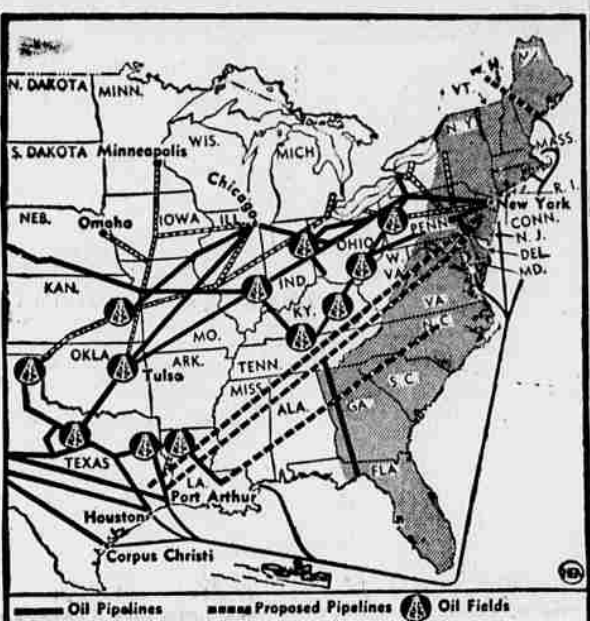 N. DAKOTA
MINN.
S. DAKOTA
Minneapolis
WIS.
MICH.
VT.
N.H.
N.Y.
MASS.
R.I.
New York
CONN.
N.J.
DEL.
MD.
NEB.
Omaha
IOWA
Chicago
ILL.
OHIO
PENN.
W.
VA.
IND.
KAN.
MO.
KY.
VA.
N.C.
OKLA.
Tulsa
ARK.
TENN.
MISS.
ALA.
GA.
S.C.
TEXAS
LA.
Port Arthur
FLA.
Houston
Corpus Christi
NEA
Oil Pipelines Proposed Pipelines Oil Fields